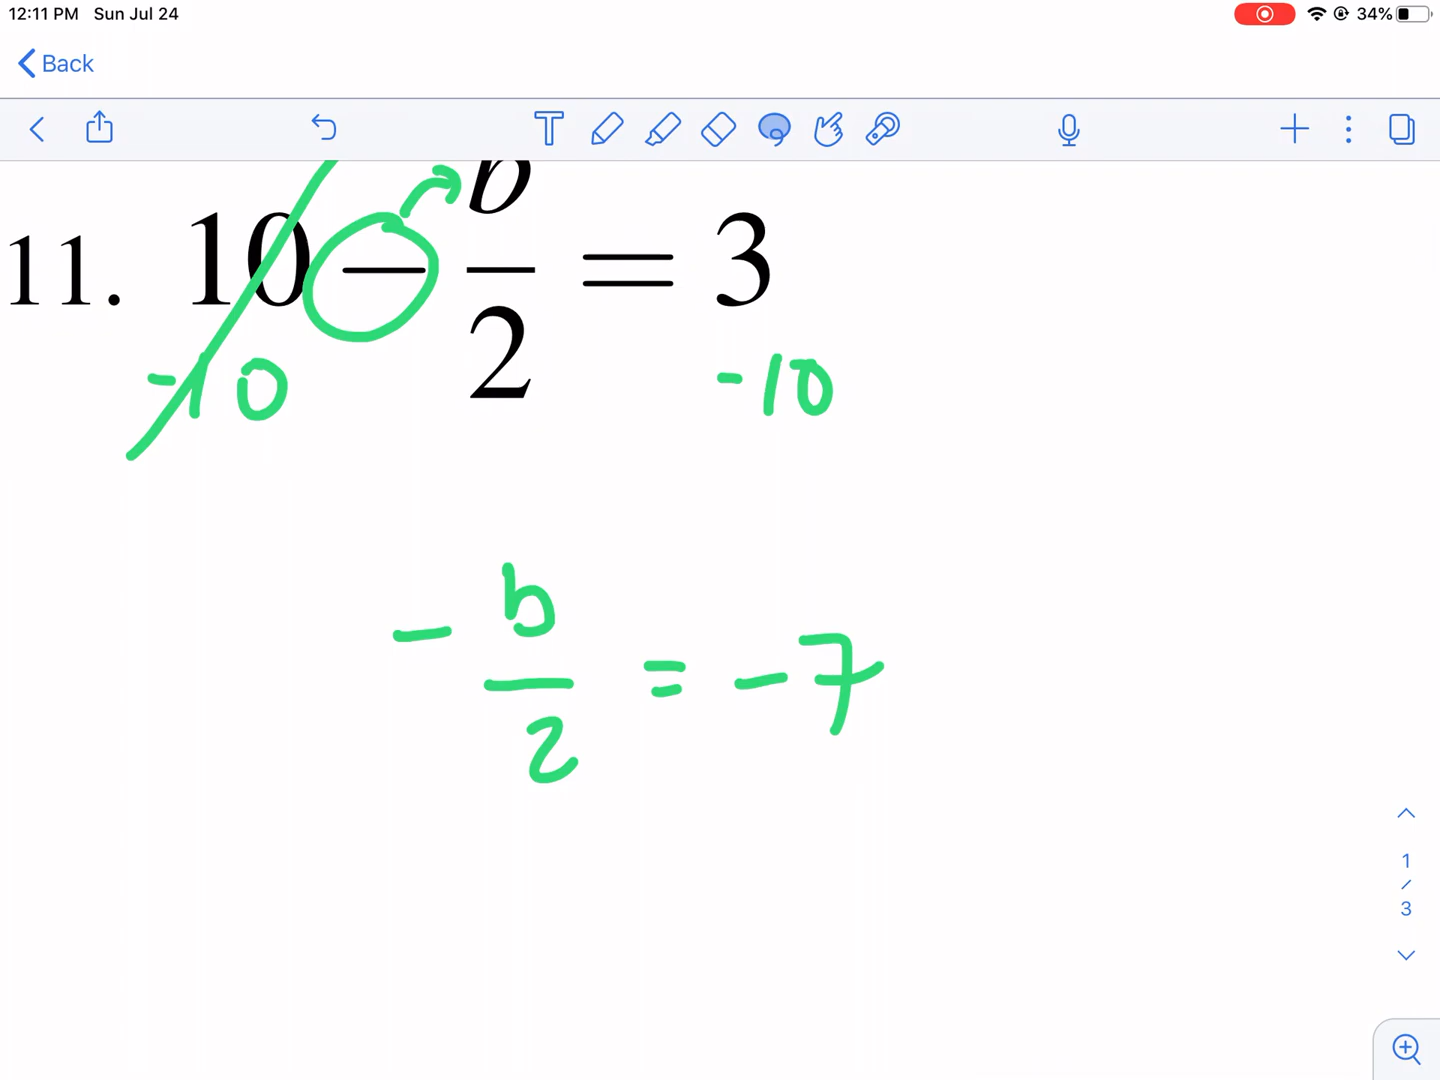 12:11 PM Sun Jul 24 34%
Back
T
11. 10 - b/2 = 3
-10 -10
- b/2 = -7
1
/
3